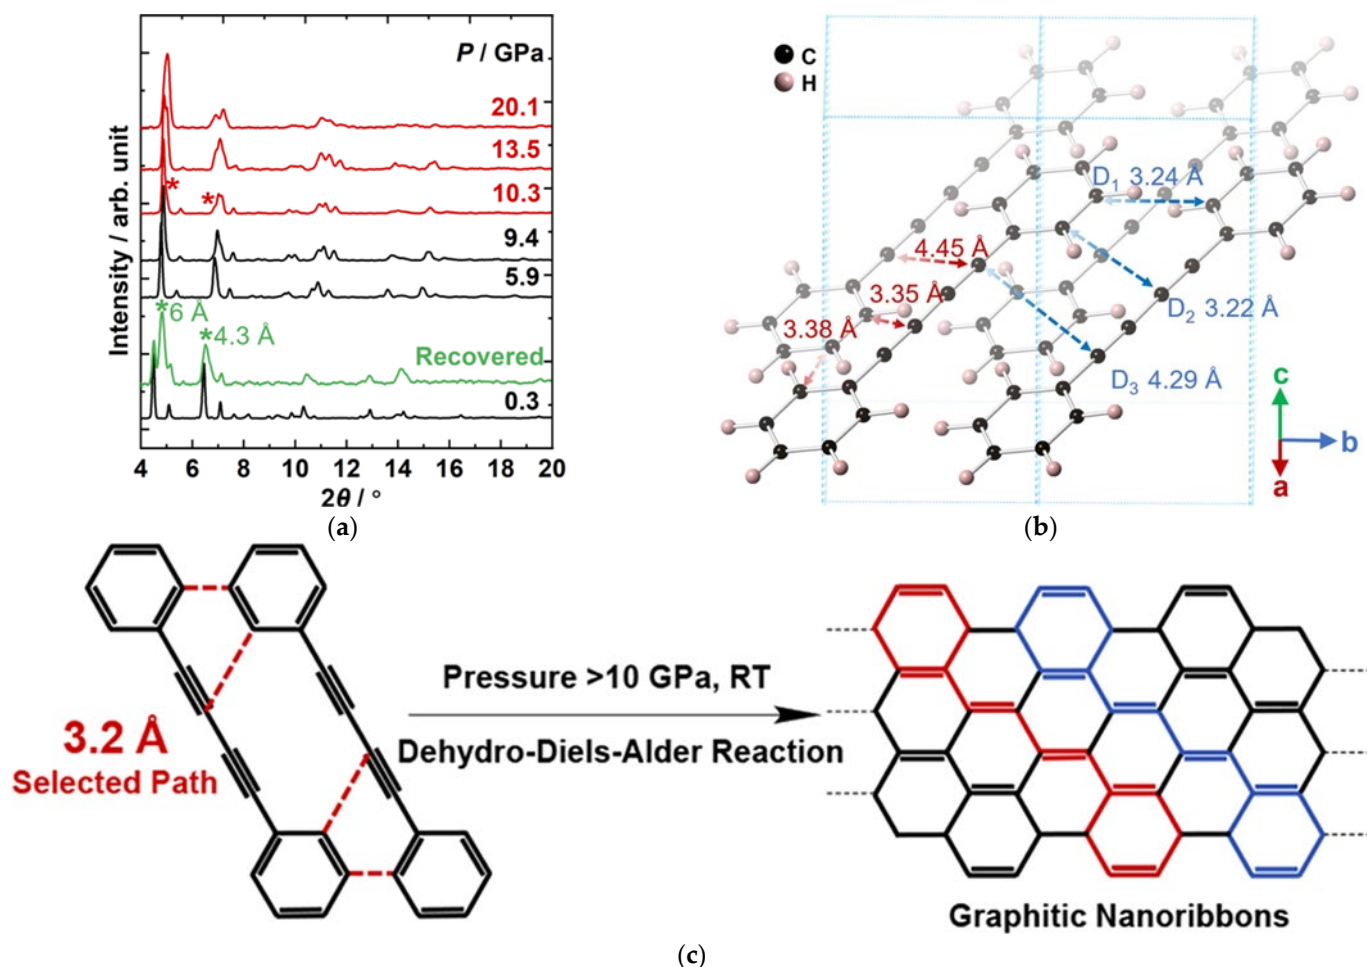 P / GPa
20.1
13.5
*
*
10.3
9.4
5.9
*6 Å
*4.3 Å
Recovered
0.3
Intensity / arb. unit
4 6 8 10 12 14 16 18 20
2θ / °
(a)
C
H
D₁ 3.24 Å
4.45 Å
3.35 Å
3.38 Å
D₂ 3.22 Å
D₃ 4.29 Å
c
b
a
(b)
3.2 Å
Selected Path
Pressure >10 GPa, RT
Dehydro-Diels-Alder Reaction
Graphitic Nanoribbons
(c)